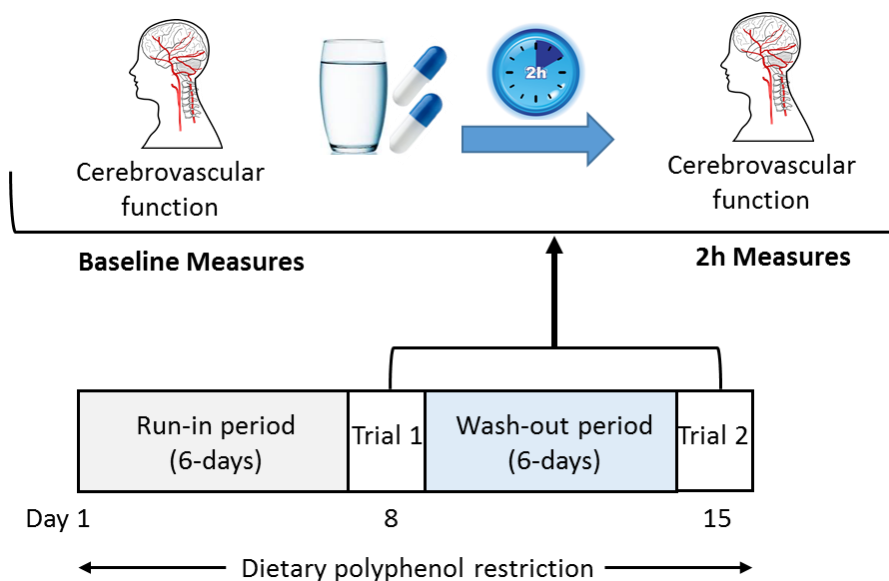 2h
Cerebrovascular
function
Cerebrovascular
function
Baseline Measures
2h Measures
Run-in period
(6-days)
Trial 1
Wash-out period
(6-days)
Trial 2
Day 1
8
15
Dietary polyphenol restriction